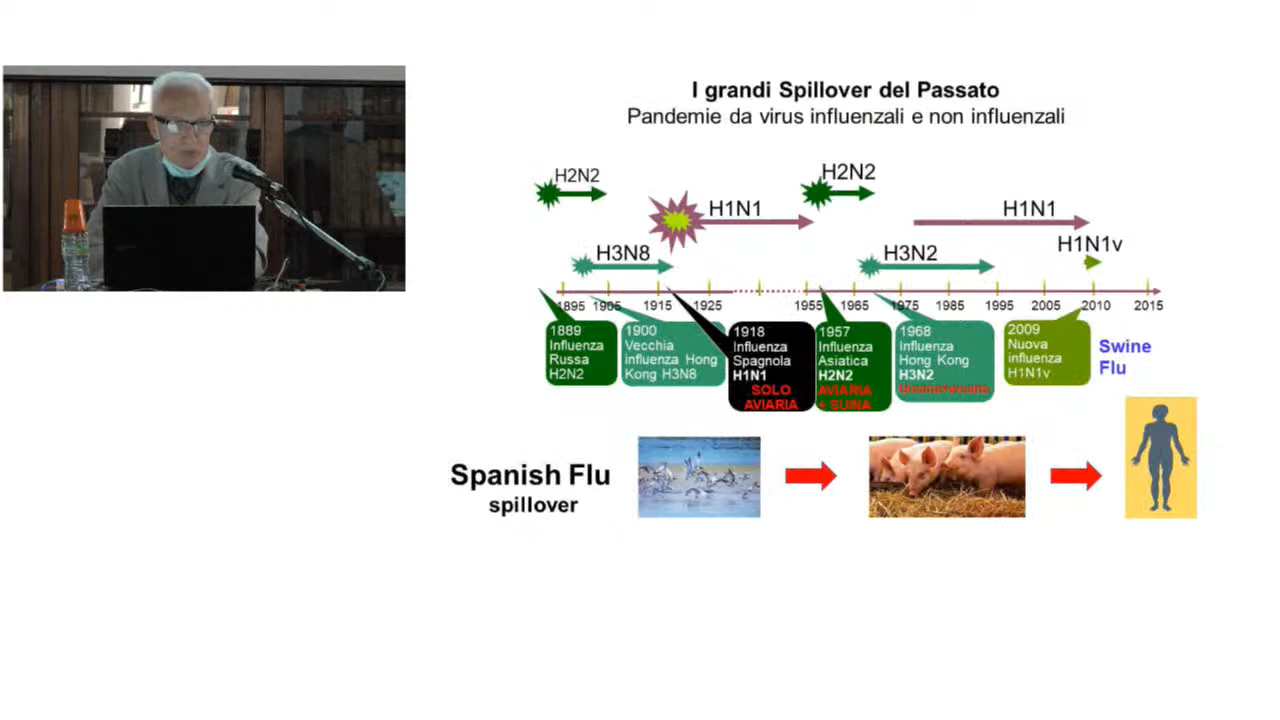 I grandi Spillover del Passato
Pandemie da virus influenzali e non influenzali
H2N2
H2N2
H1N1
H1N1
H3N8
H3N2
H1N1v
1895 1905 1915 1925 1955 1965 1975 1985 1995 2005 2010 2015
1889
Influenza
Russa
H2N2
1900
Vecchia
influenza Hong
Kong H3N8
1918
Influenza
Spagnola
H1N1
SOLO
AVIARIA
1957
Influenza
Asiatica
H2N2
AVIARIA
+ SUINA
1968
Influenza
Hong Kong
H3N2
2009
Nuova
influenza
H1N1v
Swine
Flu
Spanish Flu
spillover